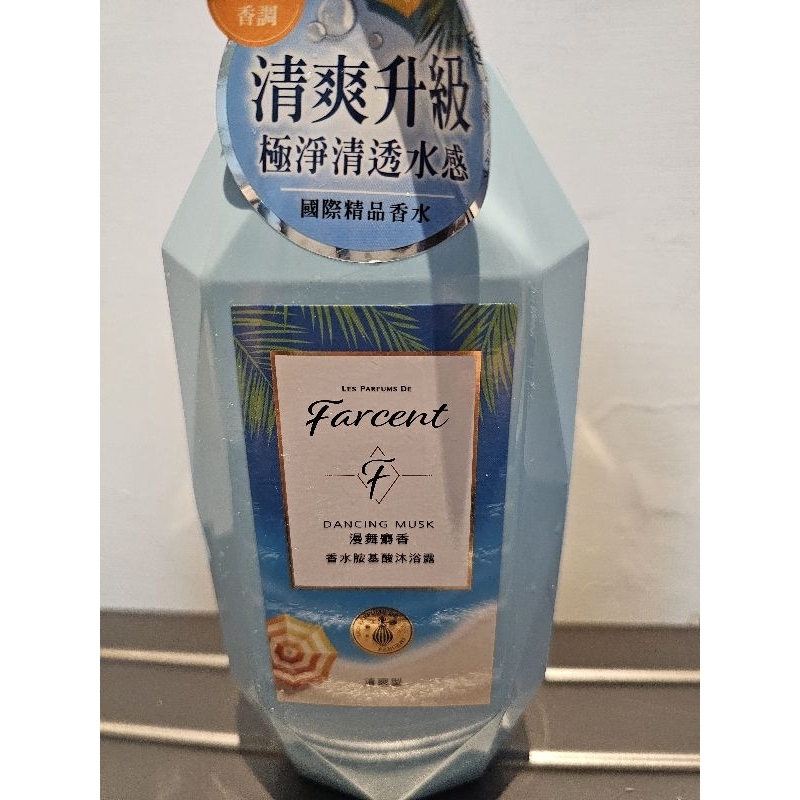 香調
清爽升級
極淨清透水感
國際精品香水
LES PARFUMS DE
Farcent
F
DANCING MUSK
漫舞麝香
香水胺基酸沐浴露
清爽型